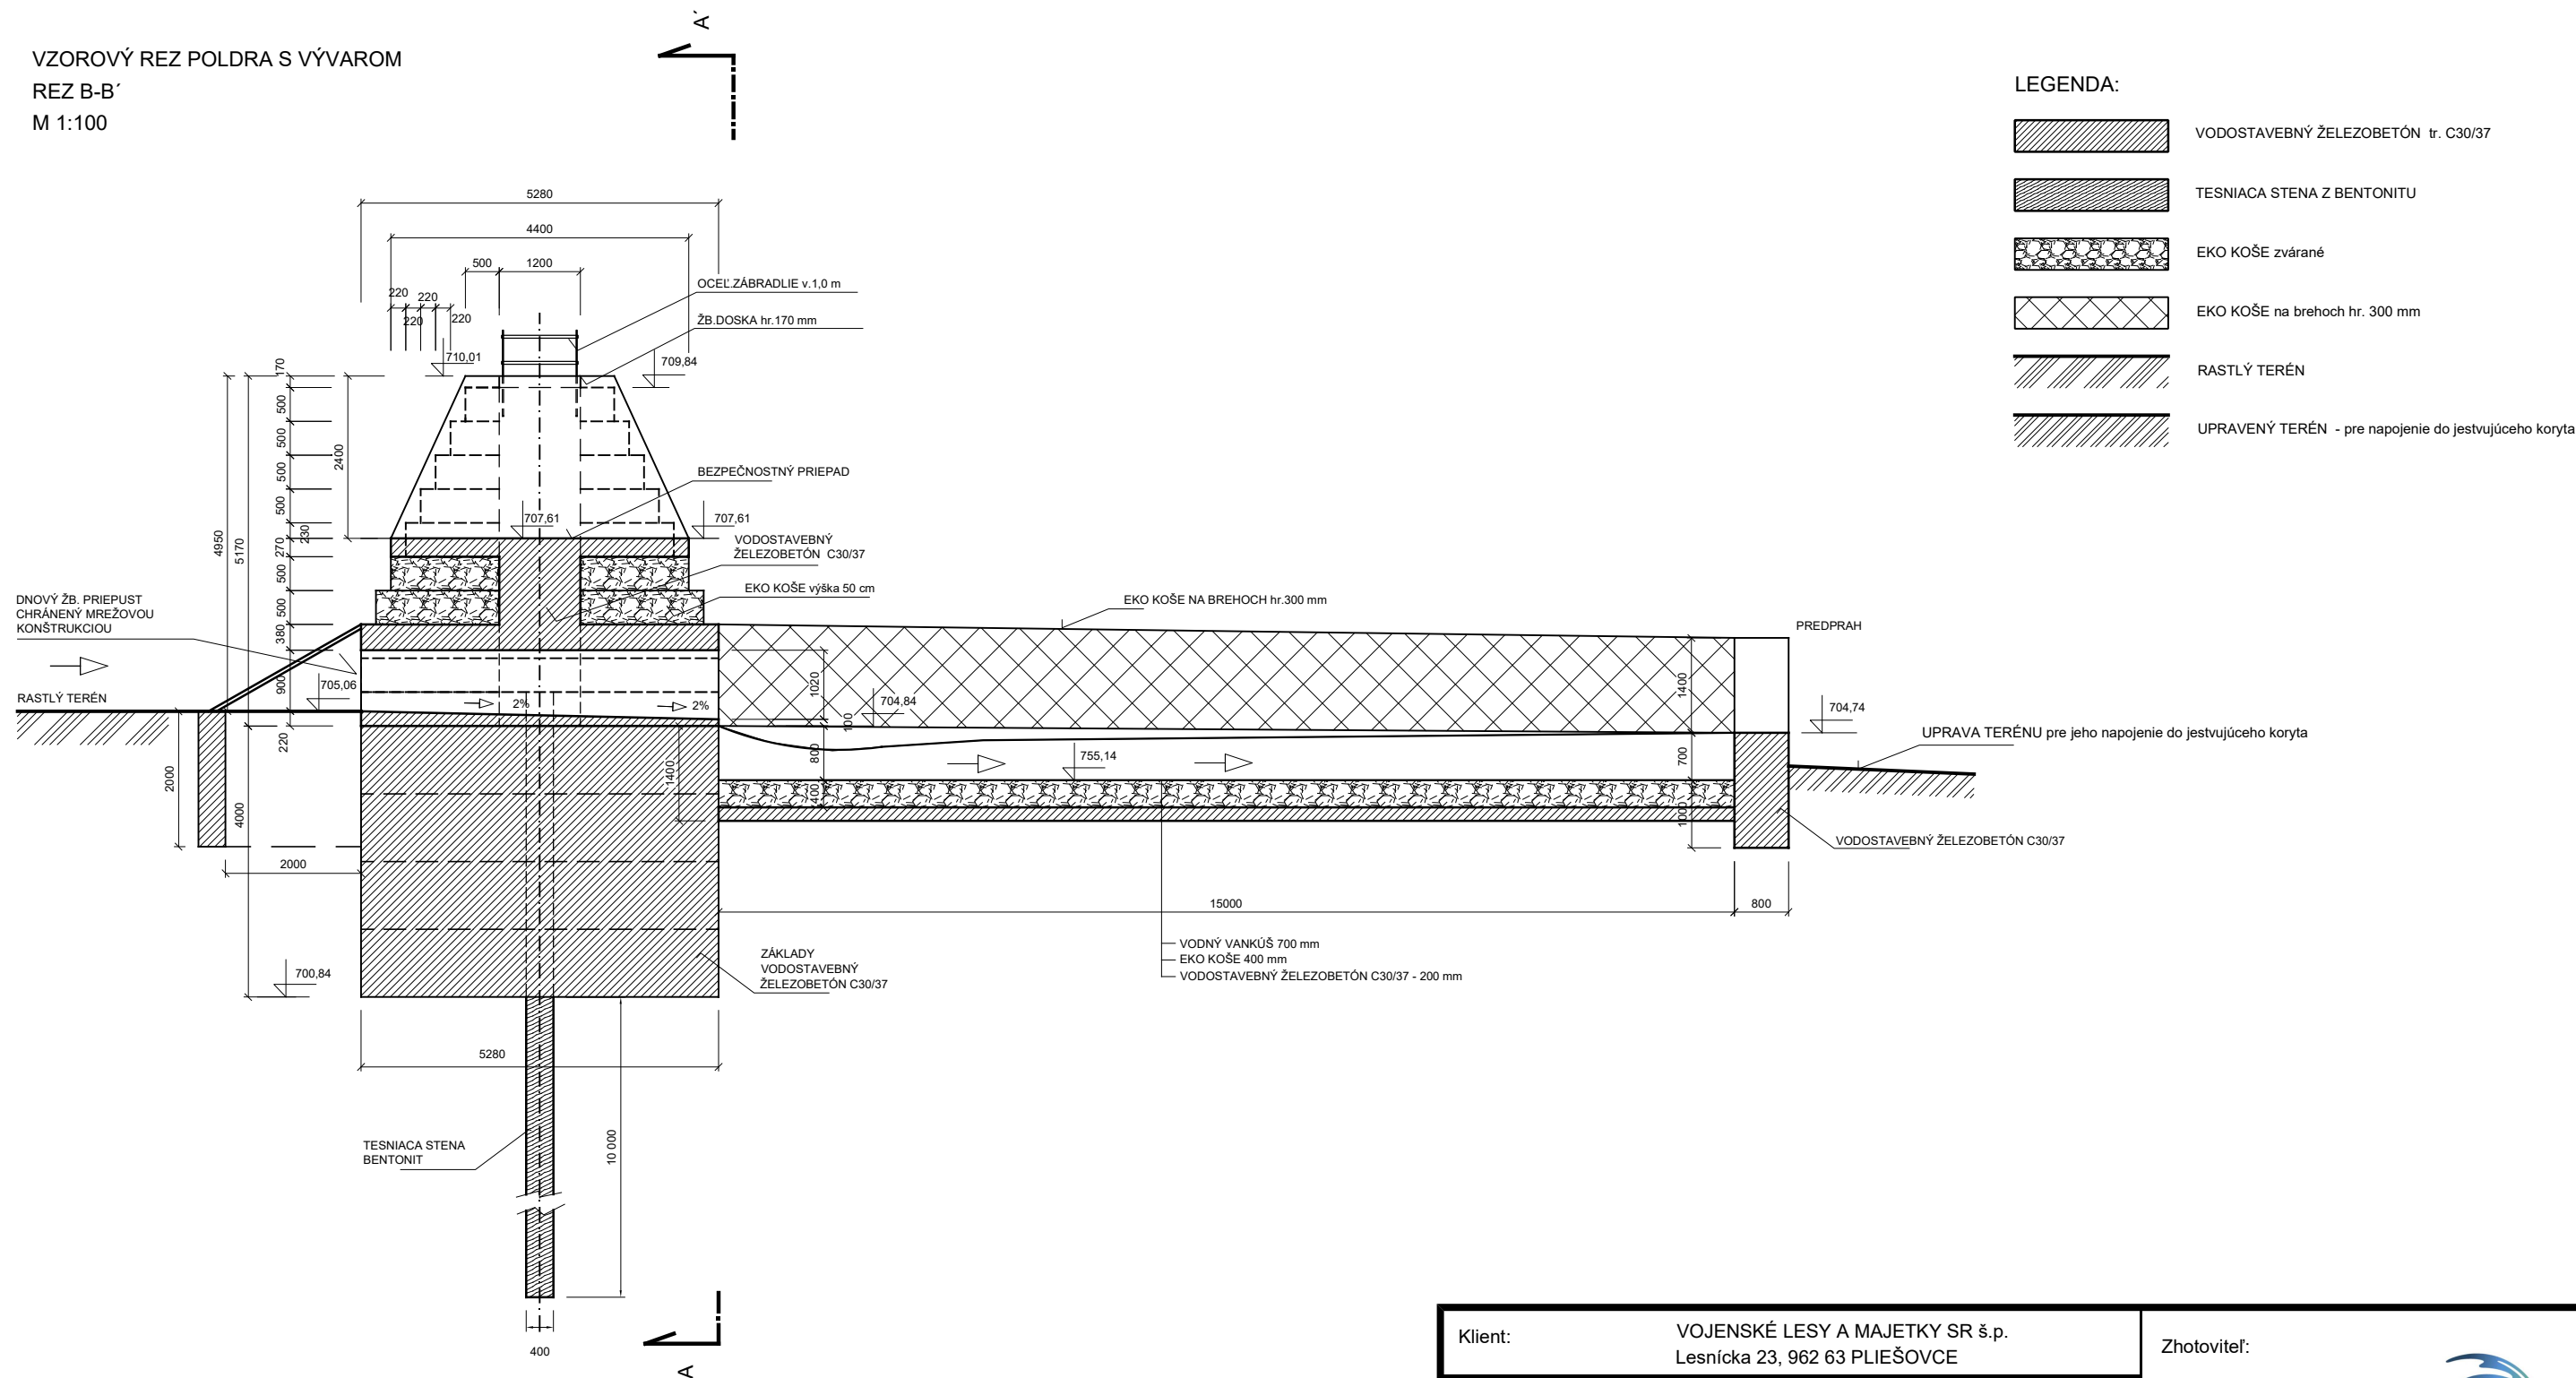 VZOROVÝ REZ POLDRA S VÝVAROM
REZ B-B´
M 1:100
A´
LEGENDA:
VODOSTAVEBNÝ ŽELEZOBETÓN tr. C30/37
TESNIACA STENA Z BENTONITU
EKO KOŠE zvárané
EKO KOŠE na brehoch hr. 300 mm
RASTLÝ TERÉN
UPRAVENÝ TERÉN - pre napojenie do jestvujúceho koryta
5280
4400
500
1200
220
220
220
220
OCEĽ.ZÁBRADLIE v.1,0 m
ŽB.DOSKA hr.170 mm
710,01
709,84
170
500
500
500
500
230
270
500
500
380
900
220
2400
4950
5170
BEZPEČNOSTNÝ PRIEPAD
707,61
707,61
VODOSTAVEBNÝ
ŽELEZOBETÓN C30/37
EKO KOŠE výška 50 cm
DNOVÝ ŽB. PRIEPUST
CHRÁNENÝ MREŽOVOU
KONŠTRUKCIOU
RASTLÝ TERÉN
705,06
2%
2%
EKO KOŠE NA BREHOCH hr.300 mm
PREDPRAH
1020
100
704,84
800
400
1400
755,14
1400
700
1000
704,74
UPRAVA TERÉNU pre jeho napojenie do jestvujúceho koryta
VODOSTAVEBNÝ ŽELEZOBETÓN C30/37
2000
4000
2000
15000
800
VODNÝ VANKÚŠ 700 mm
EKO KOŠE 400 mm
VODOSTAVEBNÝ ŽELEZOBETÓN C30/37 - 200 mm
700,84
ZÁKLADY
VODOSTAVEBNÝ
ŽELEZOBETÓN C30/37
5280
TESNIACA STENA
BENTONIT
10 000
400
A
Klient:
VOJENSKÉ LESY A MAJETKY SR š.p.
Lesnícka 23, 962 63 PLIEŠOVCE
Zhotoviteľ: